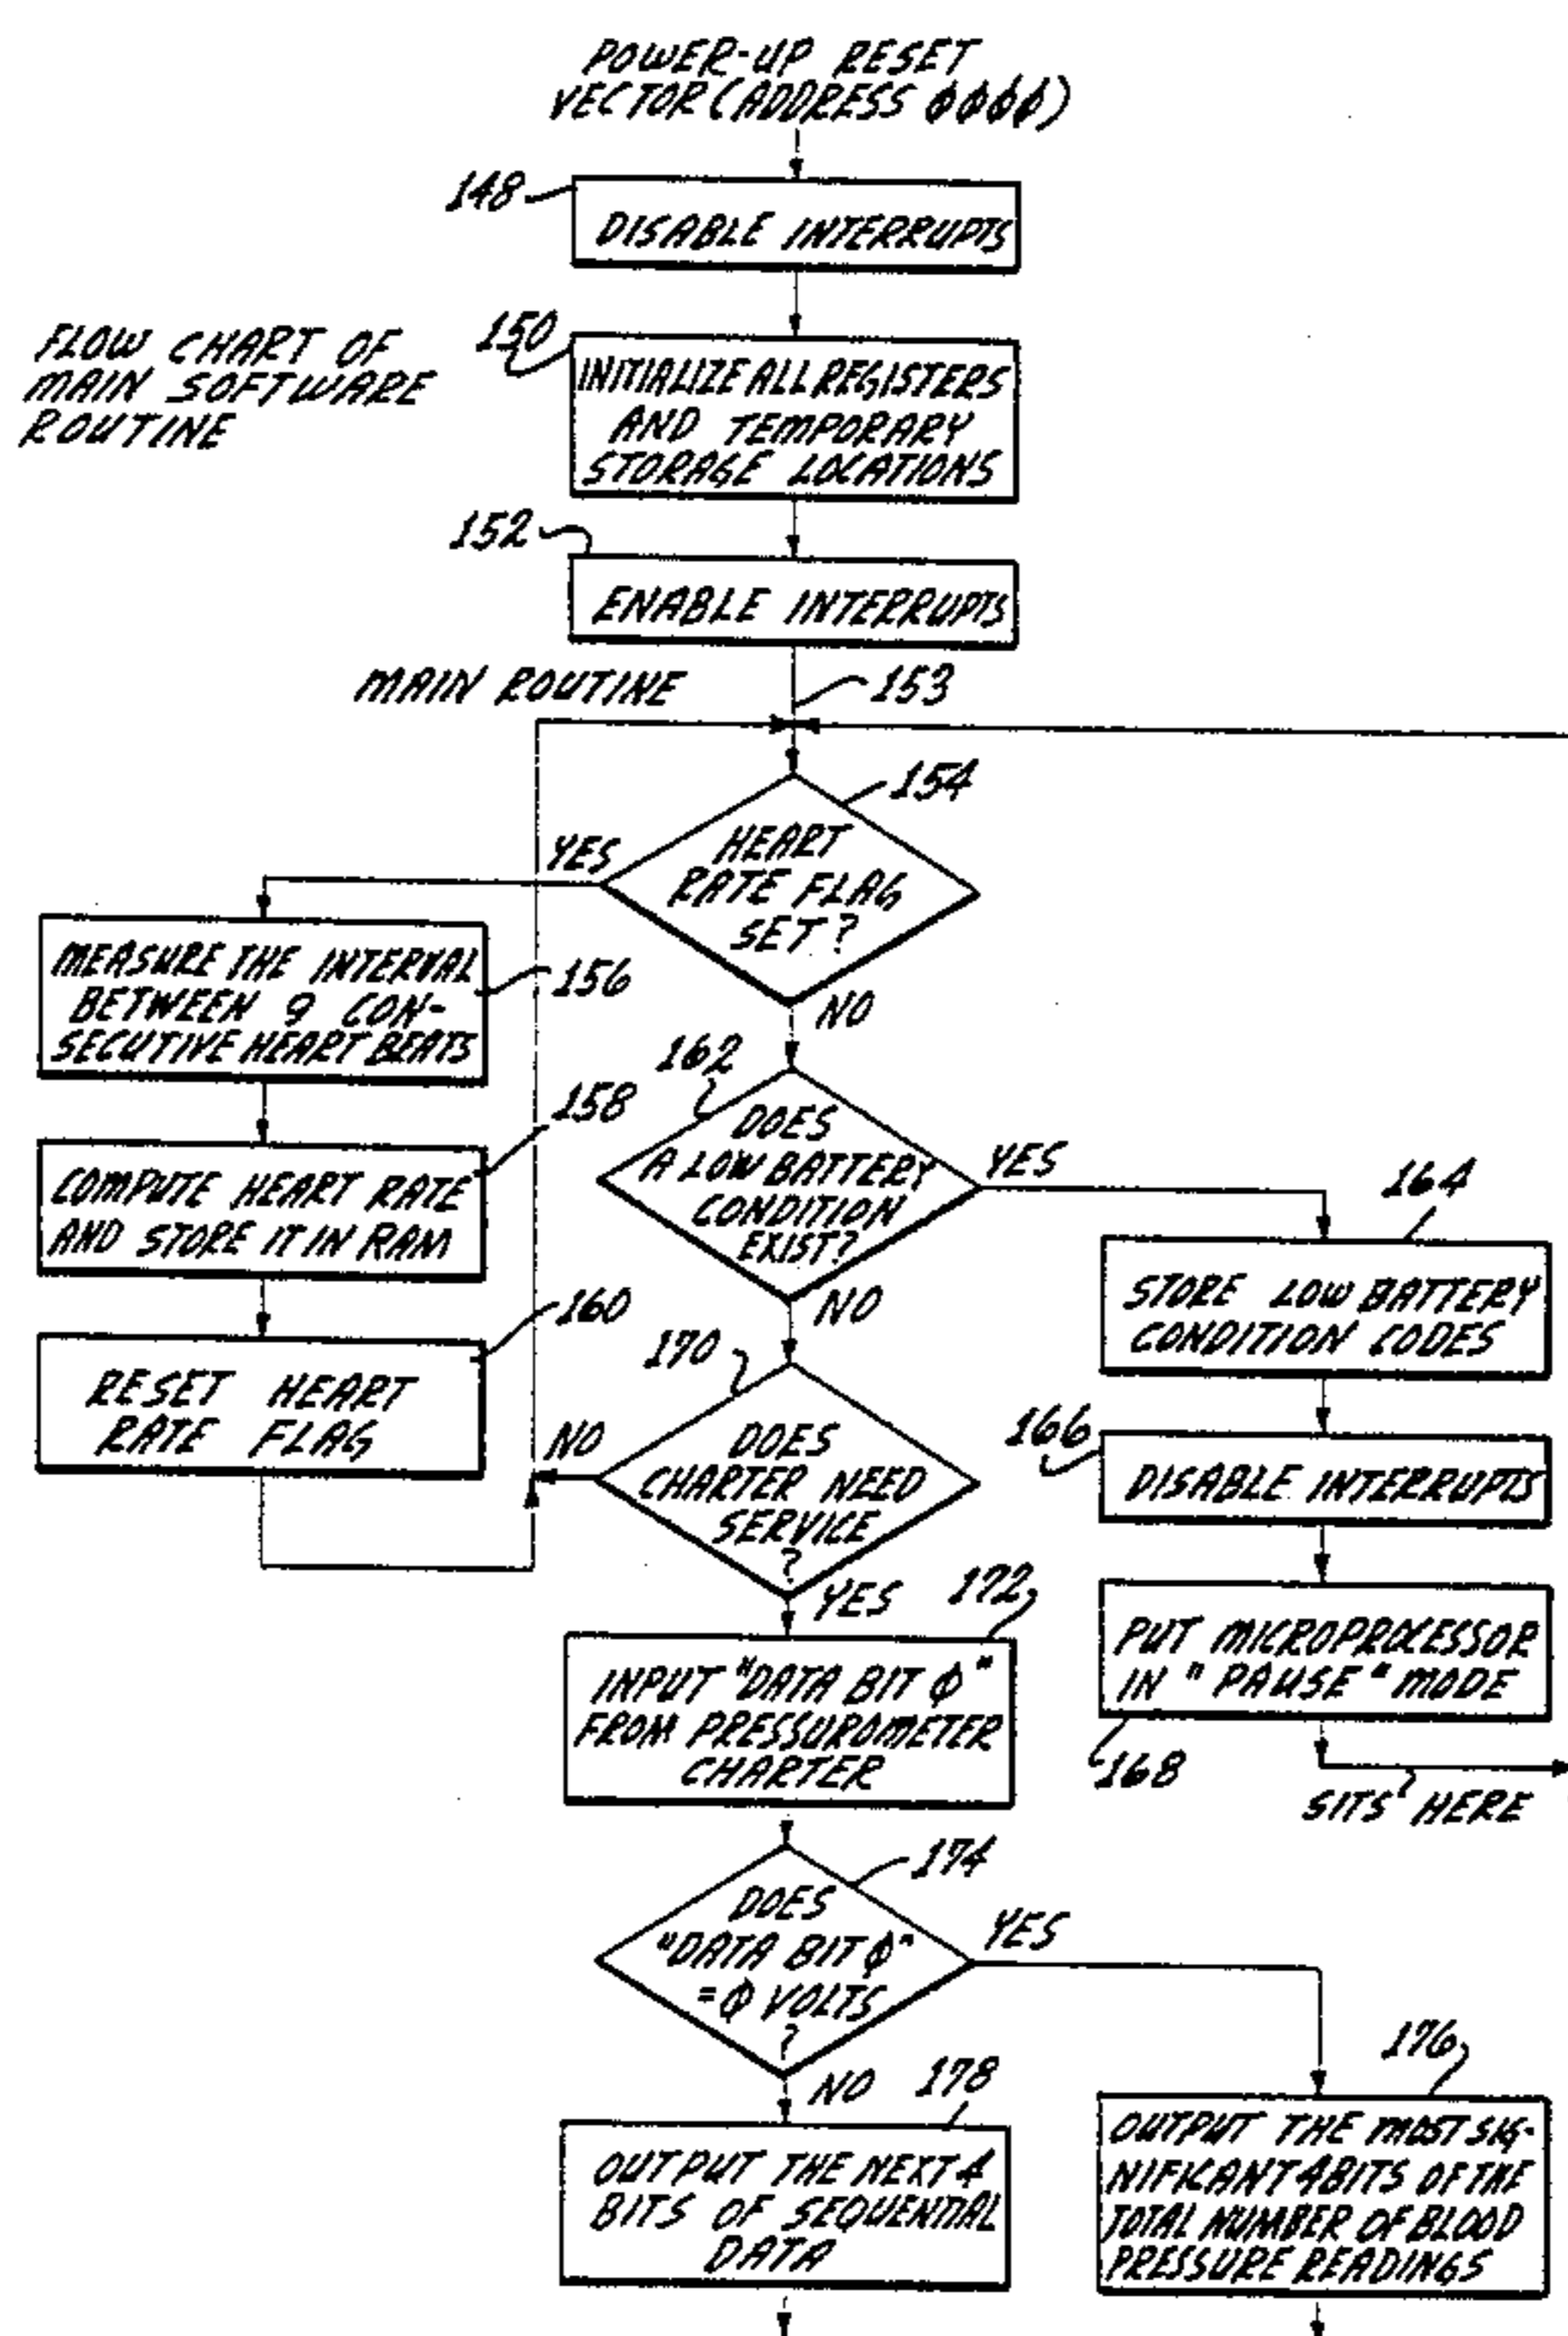 POWER-UP RESET
VECTOR (ADDRESS ϕϕϕϕ)
148
DISABLE INTERRUPTS
FLOW CHART OF
MAIN SOFTWARE
ROUTINE
150
INITIALIZE ALL REGISTERS
AND TEMPORARY
STORAGE LOCATIONS
152
ENABLE INTERRUPTS
MAIN ROUTINE
153
154
HEART
RATE FLAG
SET?
YES
NO
MEASURE THE INTERVAL
BETWEEN 9 CON-
SECUTIVE HEART BEATS
156
158
COMPUTE HEART RATE
AND STORE IT IN RAM
160
RESET HEART
RATE FLAG
162
DOES
A LOW BATTERY
CONDITION
EXIST?
YES
NO
164
STORE LOW BATTERY
CONDITION CODES
166
DISABLE INTERRUPTS
PUT MICROPROCESSOR
IN "PAUSE" MODE
168
SITS HERE
170
NO
DOES
CHARTER NEED
SERVICE
?
YES
172
INPUT "DATA BIT ϕ"
FROM PRESSUROMETER
CHARTER
174
DOES
"DATA BIT ϕ"
=ϕ VOLTS
?
YES
NO
176
OUTPUT THE MOST SIG-
NIFICANT 4 BITS OF THE
TOTAL NUMBER OF BLOOD
PRESSURE READINGS
178
OUTPUT THE NEXT 4
BITS OF SEQUENTIAL
DATA